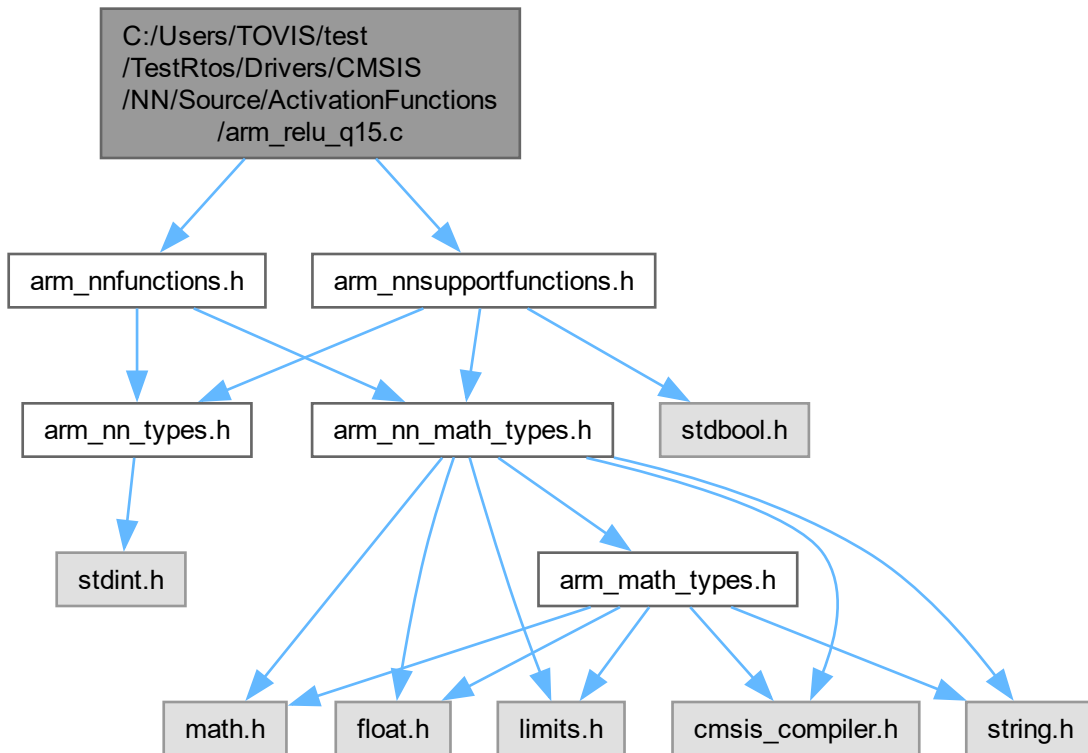 C:/Users/TOVIS/test
/TestRtos/Drivers/CMSIS
/NN/Source/ActivationFunctions
/arm_relu_q15.c
arm_nnfunctions.h
arm_nnsupportfunctions.h
arm_nn_types.h
arm_nn_math_types.h
stdbool.h
stdint.h
arm_math_types.h
math.h
float.h
limits.h
cmsis_compiler.h
string.h